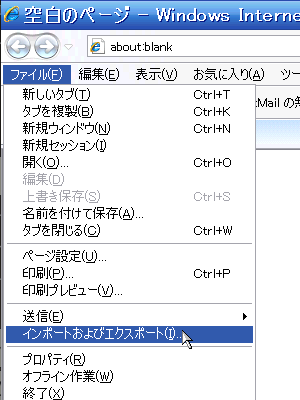 空白のページ - Windows Interne
about:blank
ファイル(F) 編集(E) 表示(V) お気に入り(A) ツー
新しいタブ(T) Ctrl+T
タブを複製(B) Ctrl+K
新規ウィンドウ(N) Ctrl+N
新規セッション(I)
開く(O)... Ctrl+O
編集(D)
上書き保存(S) Ctrl+S
名前を付けて保存(A)...
タブを閉じる(C) Ctrl+W
ページ設定(U)...
印刷(P)... Ctrl+P
印刷プレビュー(V)...
送信(E)
インポートおよびエクスポート(I)...
プロパティ(R)
オフライン作業(W)
終了(X)
tMail の知